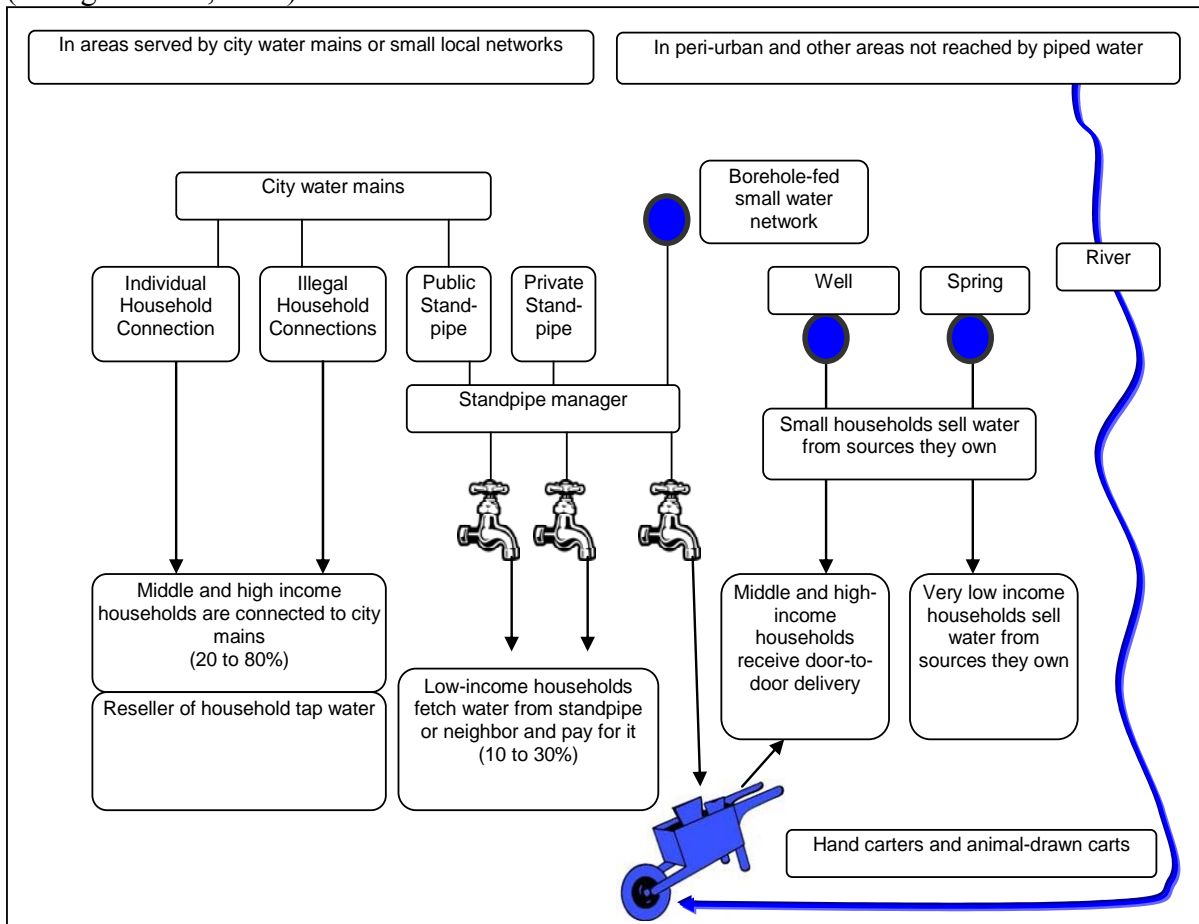 In areas served by city water mains or small local networks
In peri-urban and other areas not reached by piped water
City water mains
Borehole-fed
small water
network
River
Individual
Household
Connection
Illegal
Household
Connections
Public
Stand-
pipe
Private
Stand-
pipe
Well
Spring
Standpipe manager
Small households sell water
from sources they own
Middle and high income
households are connected to city
mains
(20 to 80%)
Reseller of household tap water
Low-income households
fetch water from standpipe
or neighbor and pay for it
(10 to 30%)
Middle and high-
income
households
receive door-to-
door delivery
Very low income
households sell
water from
sources they own
Hand carters and animal-drawn carts